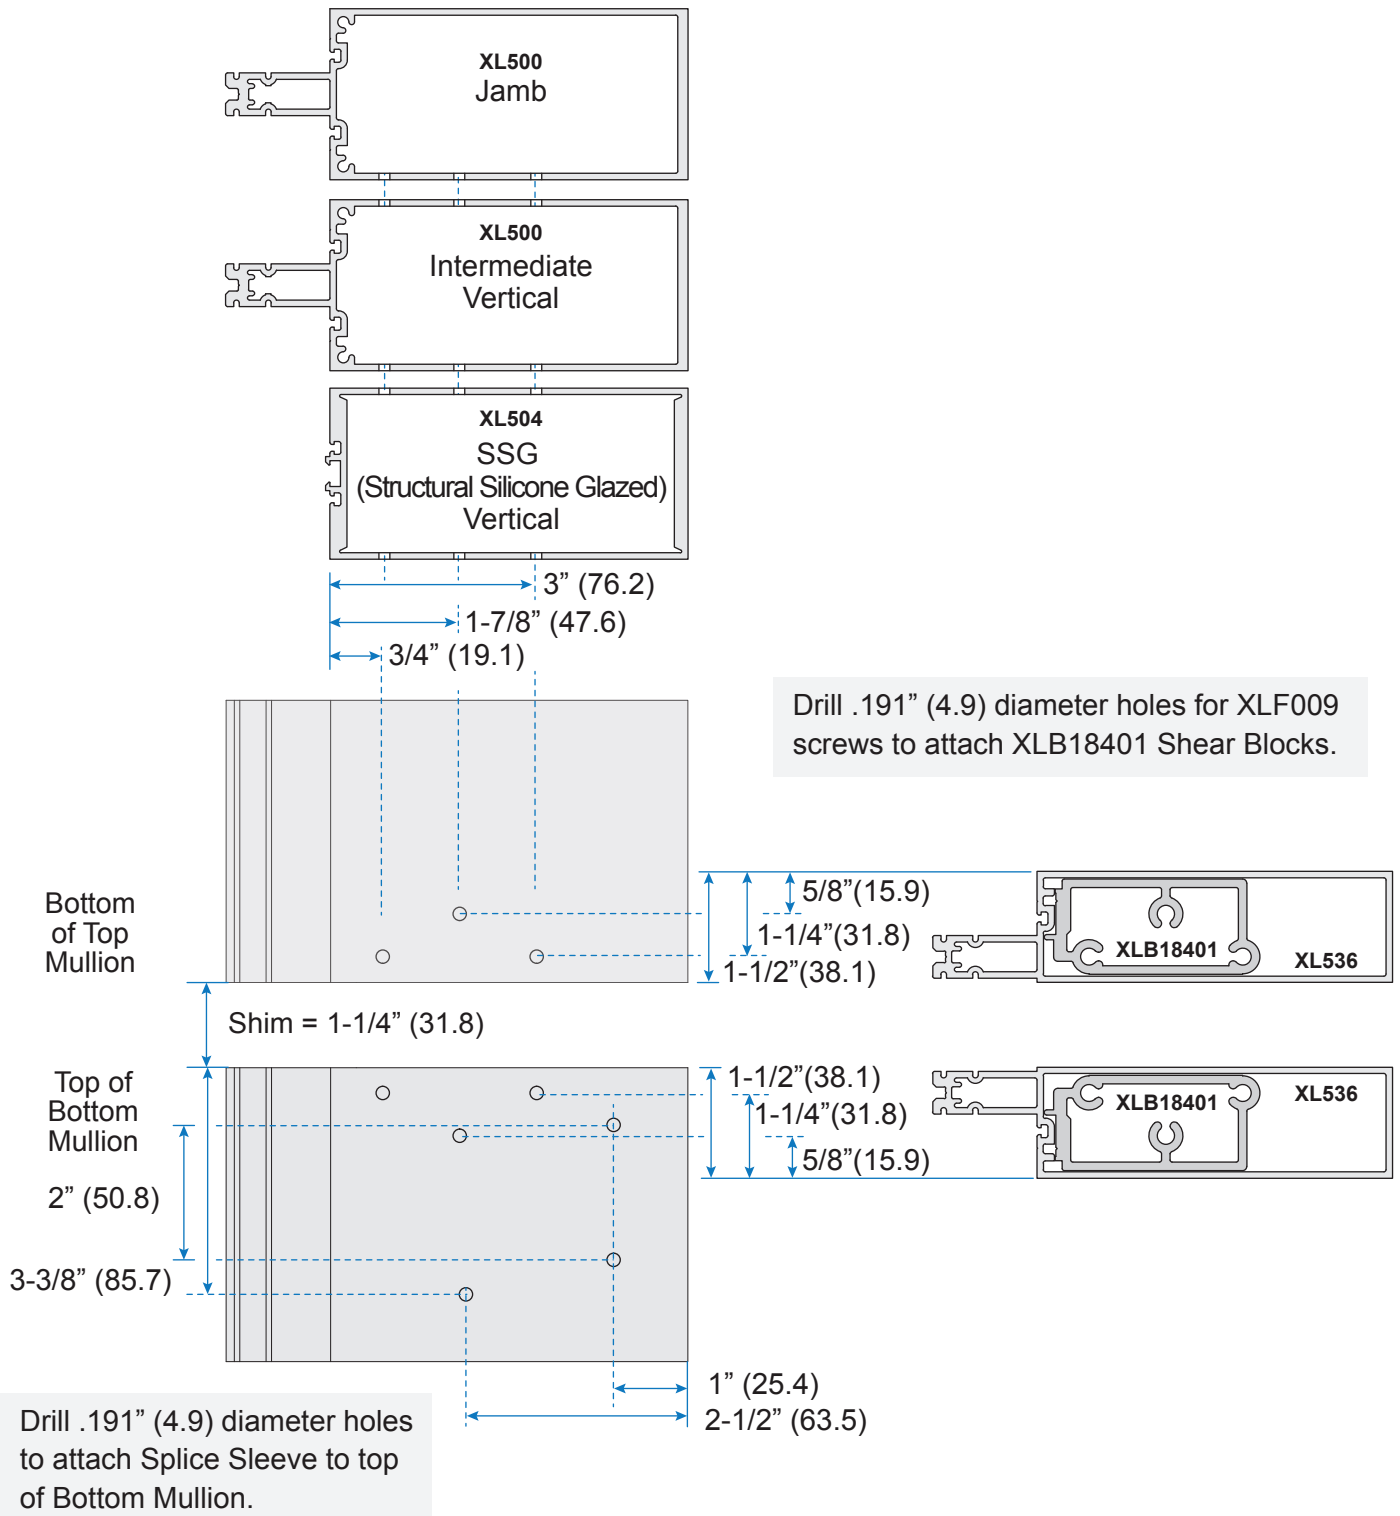 XL500
Jamb
XL500
Intermediate
Vertical
XL504
SSG
(Structural Silicone Glazed)
Vertical
3” (76.2)
1-7/8” (47.6)
3/4” (19.1)
Drill .191” (4.9) diameter holes for XLF009
screws to attach XLB18401 Shear Blocks.
Bottom
of Top
Mullion
5/8”(15.9)
1-1/4”(31.8)
1-1/2”(38.1)
XLB18401
XL536
Shim = 1-1/4” (31.8)
Top of
Bottom
Mullion
1-1/2”(38.1)
1-1/4”(31.8)
5/8”(15.9)
XLB18401
XL536
2” (50.8)
3-3/8” (85.7)
1” (25.4)
2-1/2” (63.5)
Drill .191” (4.9) diameter holes
to attach Splice Sleeve to top
of Bottom Mullion.